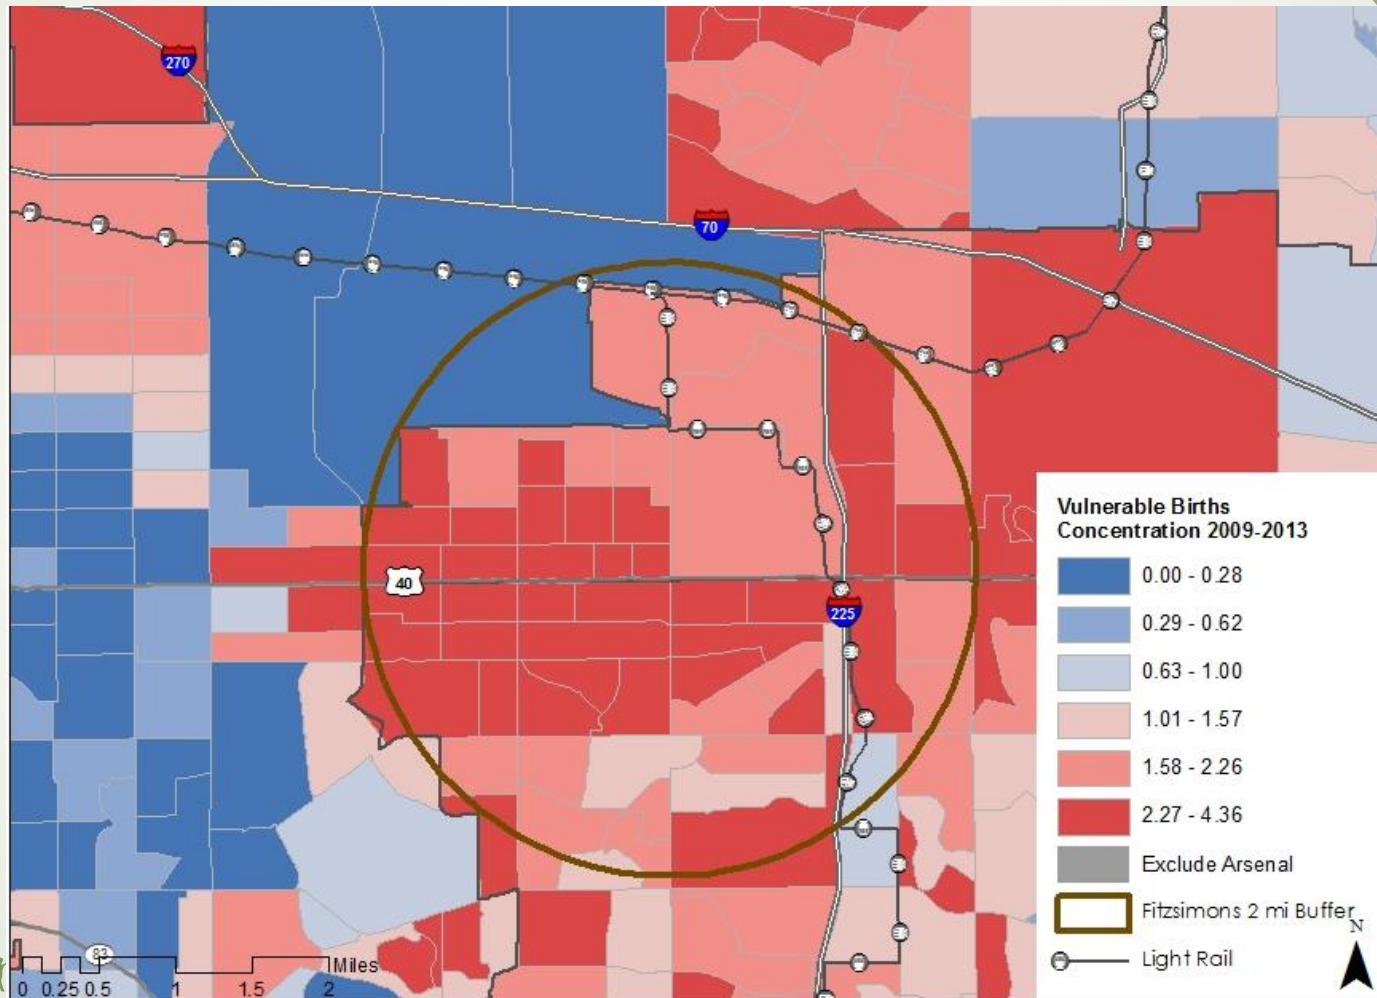 270
70
40
225
83
Vulnerable Births
Concentration 2009-2013
0.00 - 0.28
0.29 - 0.62
0.63 - 1.00
1.01 - 1.57
1.58 - 2.26
2.27 - 4.36
Exclude Arsenal
Fitzsimons 2 mi Buffer
N
Light Rail
Miles
0 0.25 0.5 1 1.5 2